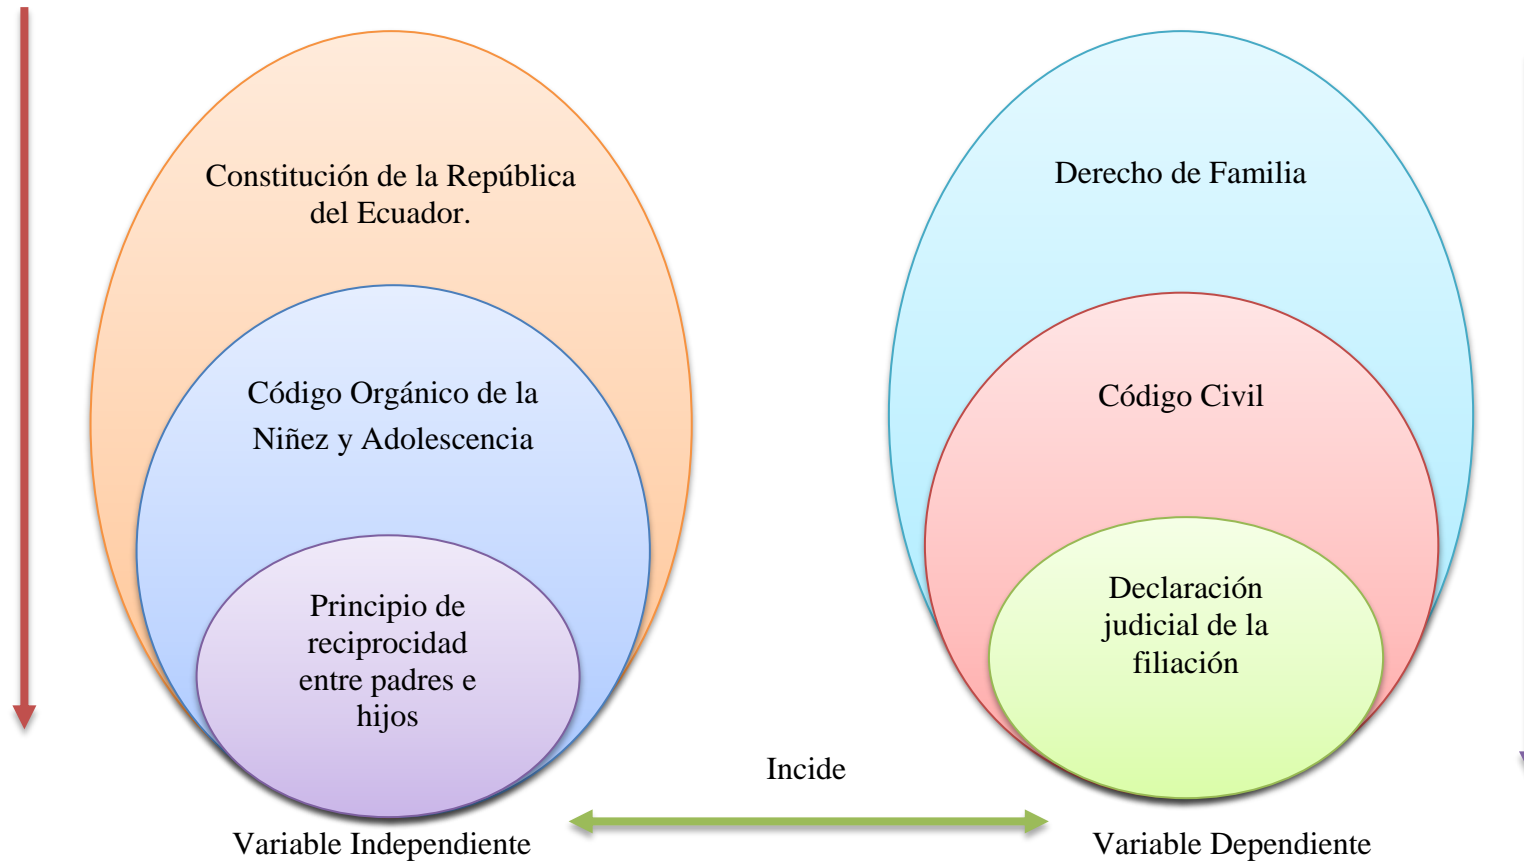 Constitución de la República
del Ecuador.
Código Orgánico de la
Niñez y Adolescencia
Principio de
reciprocidad
entre padres e
hijos
Variable Independiente
Incide
Derecho de Familia
Código Civil
Declaración
judicial de la
filiación
Variable Dependiente